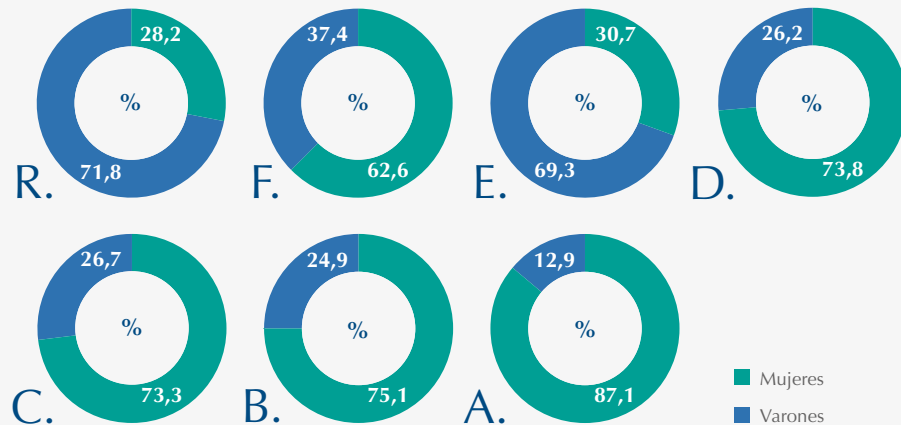 28,2
%
71,8
R.
37,4
%
62,6
F.
30,7
%
69,3
E.
26,2
%
73,8
D.
26,7
%
73,3
C.
24,9
%
75,1
B.
12,9
%
87,1
A.
Mujeres
Varones